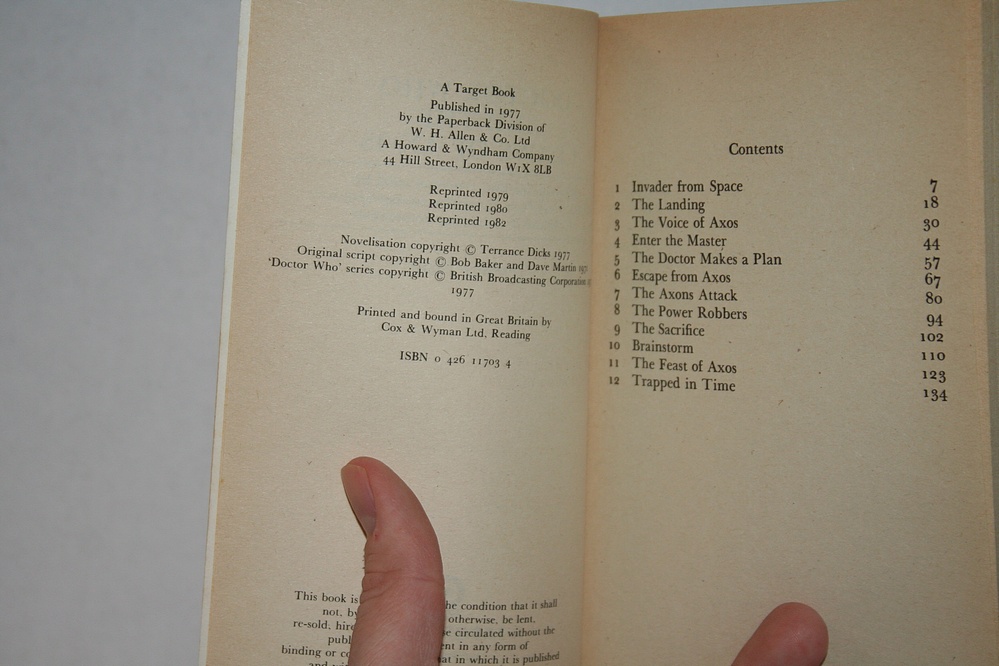 A Target Book
Published in 1977
by the Paperback Division of
W. H. Allen & Co. Ltd
A Howard & Wyndham Company
44 Hill Street, London W1X 8LB
Reprinted 1979
Reprinted 1980
Reprinted 1982
Novelisation copyright © Terrance Dicks 1977
Original script copyright © Bob Baker and Dave Martin
'Doctor Who' series copyright © British Broadcasting Corporation
1977
Printed and bound in Great Britain by
Cox & Wyman Ltd, Reading
ISBN 0 426 11703 4
This book is he condition that it shall
not, by otherwise, be lent,
re-sold, hire e circulated without the
publ ent in any form of
binding or co at in which it is published
Contents
1 Invader from Space 7
2 The Landing 18
3 The Voice of Axos 30
4 Enter the Master 44
5 The Doctor Makes a Plan 57
6 Escape from Axos 67
7 The Axons Attack 80
8 The Power Robbers 94
9 The Sacrifice 102
10 Brainstorm 110
11 The Feast of Axos 123
12 Trapped in Time 134